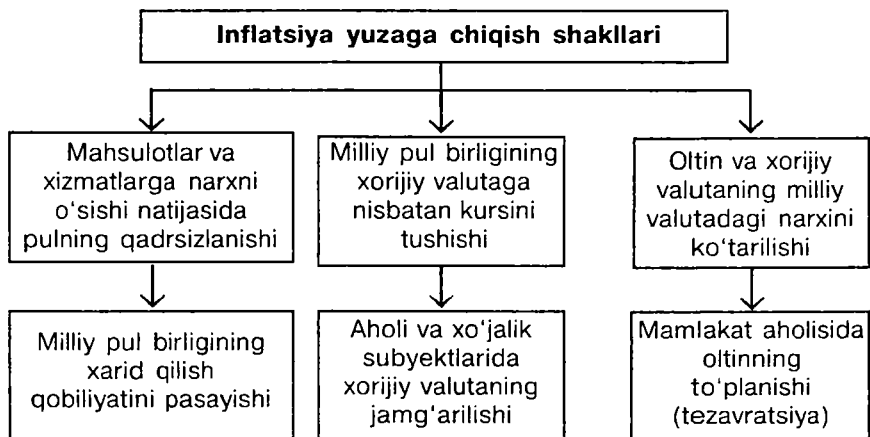 Inflatsiya yuzaga chiqish shakllari
Mahsulotlar va
xizmatlarga narxni
o‘sishi natijasida
pulning qadrsizlanishi
Milliy pul birligining
xorijiy valutaga
nisbatan kursini
tushishi
Oltin va xorijiy
valutaning milliy
valutadagi narxini
ko‘tarilishi
Milliy pul birligining
xarid qilish
qobiliyatini pasayishi
Aholi va xo‘jalik
subyektlarida
xorijiy valutaning
jamg‘arilishi
Mamlakat aholisida
oltinning
to‘planishi
(tezavratsiya)